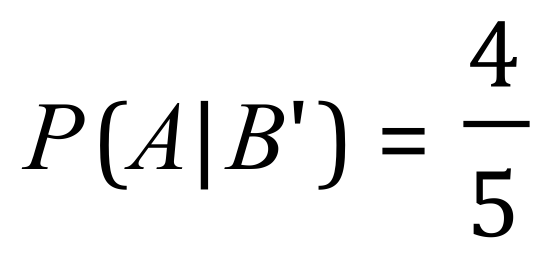 P(A|B') = 4/5